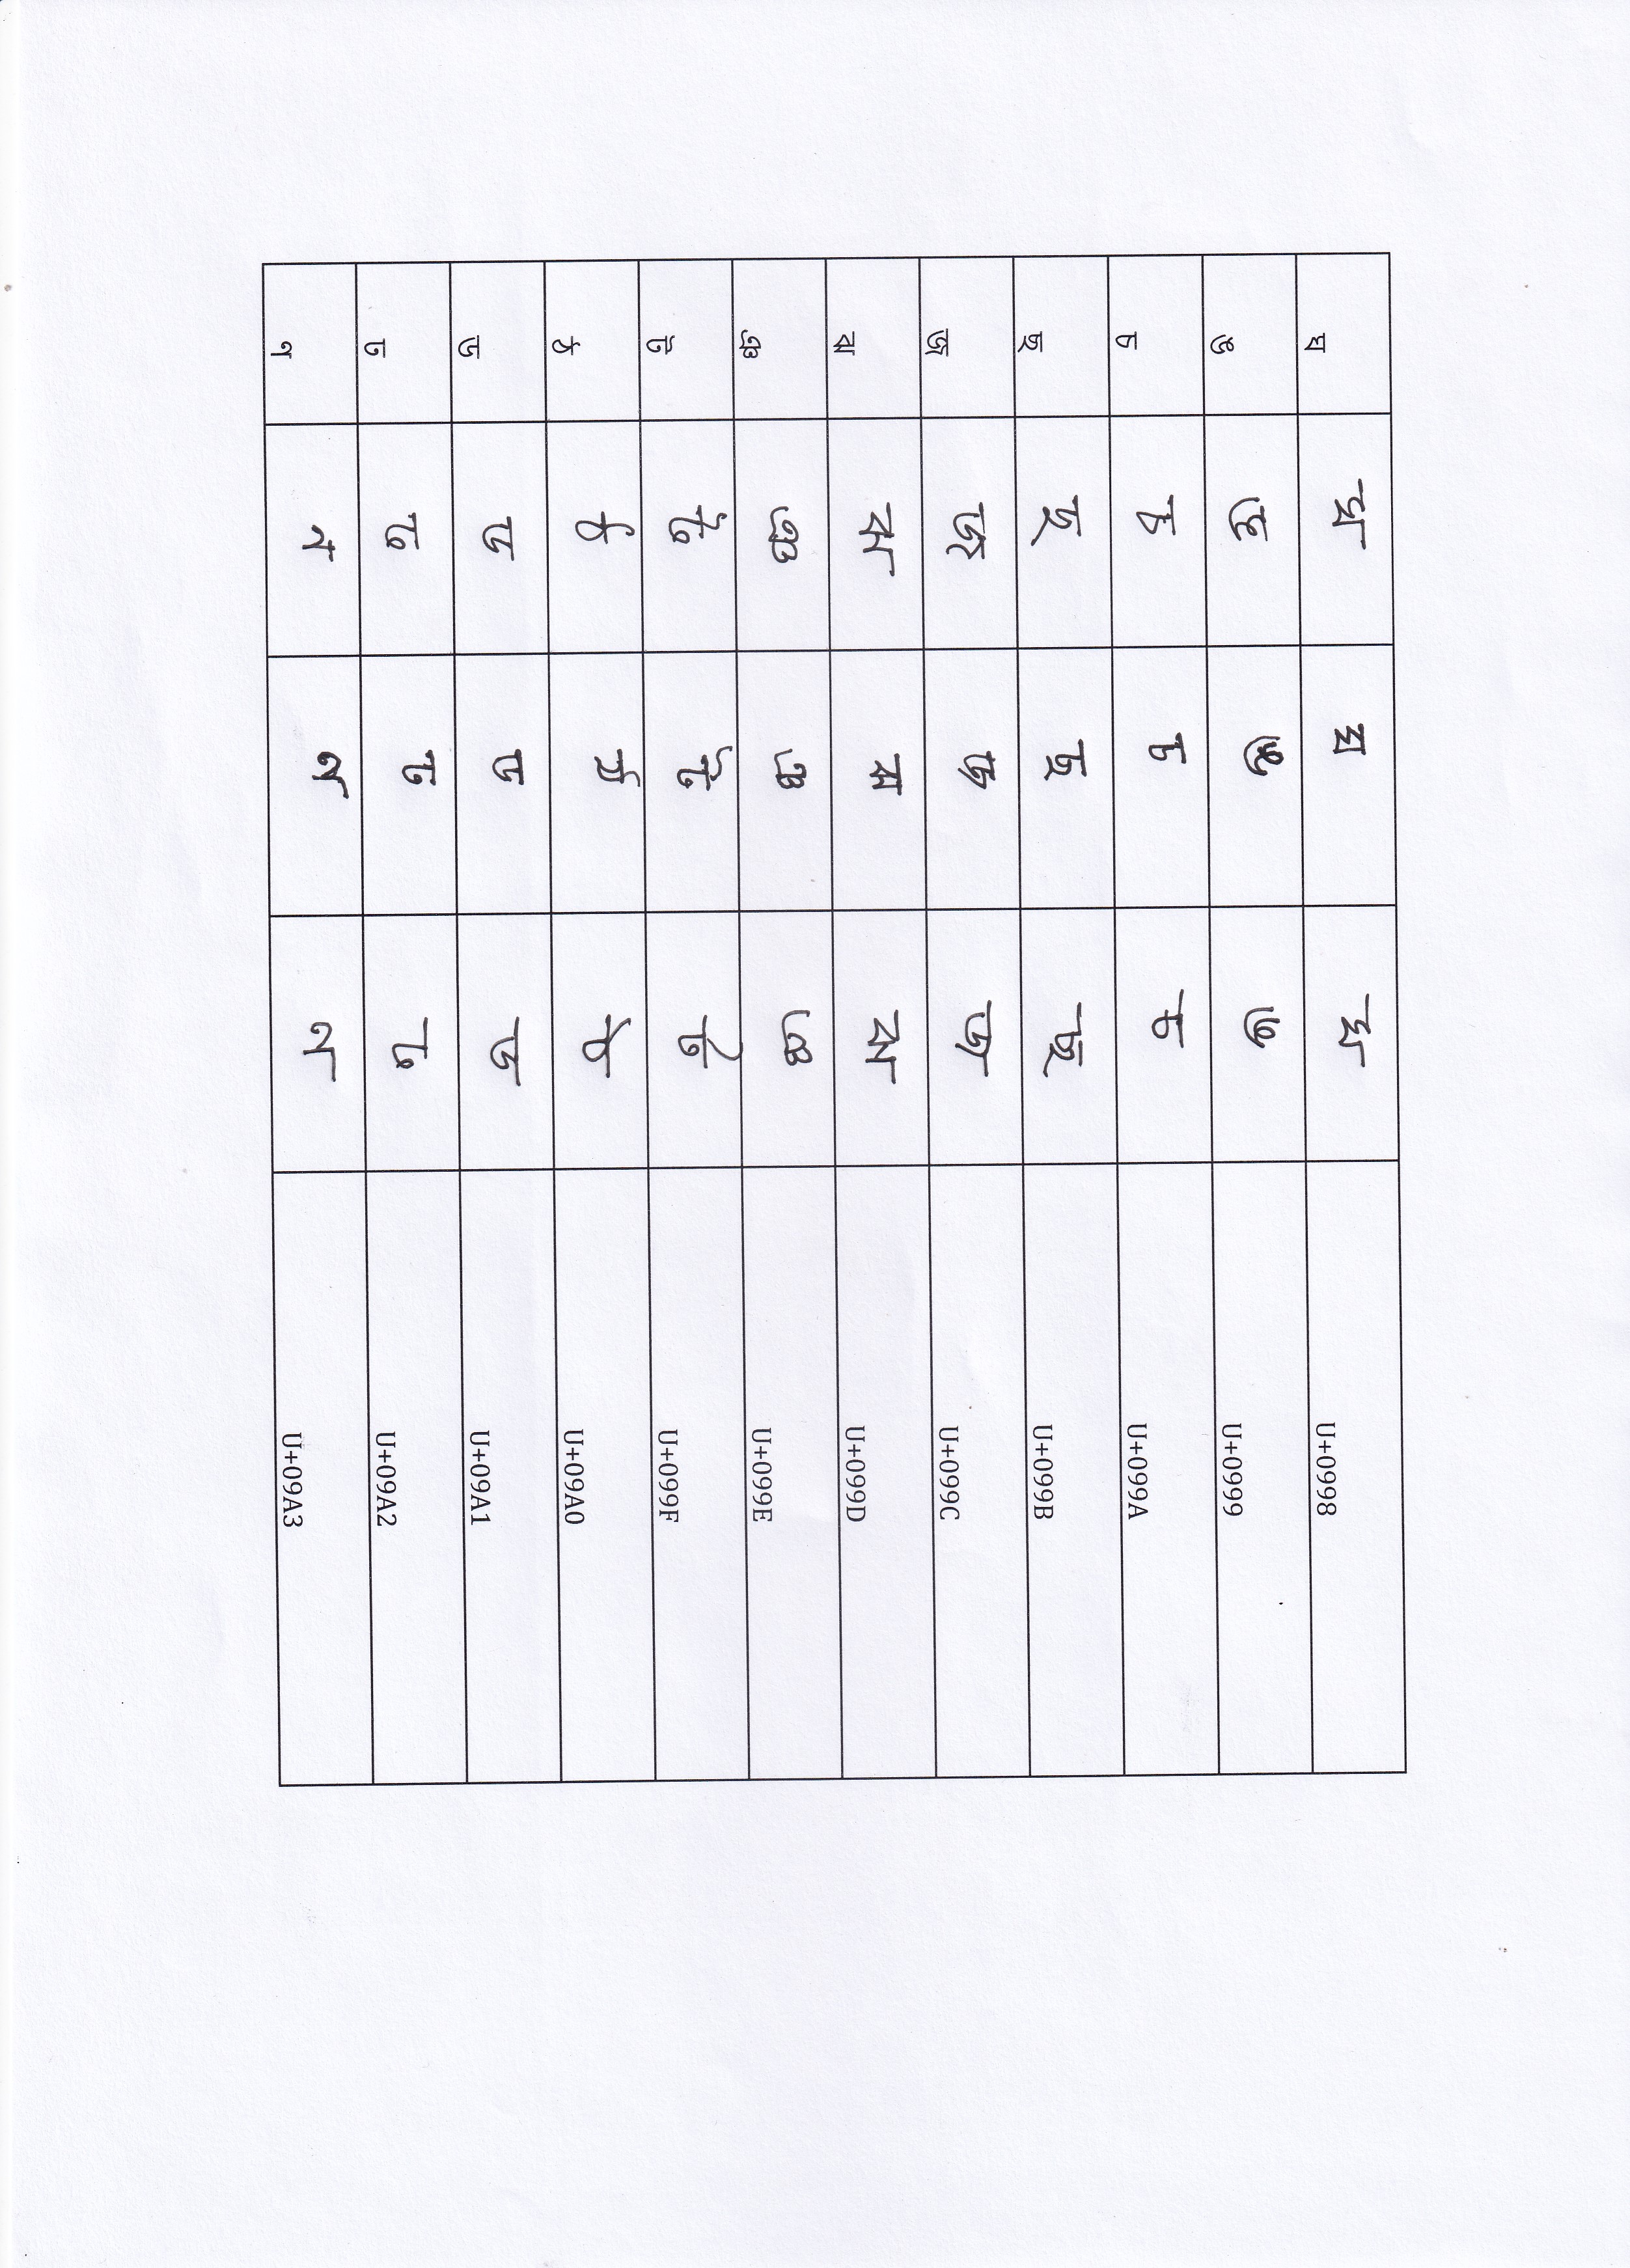 ঘ ঘ ঘ ঘ U+0998
ঙ ঙ ঙ ঙ U+0999
চ চ চ চ U+099A
ছ ছ ছ ছ U+099B
জ জ জ জ U+099C
ঝ ঝ ঝ ঝ U+099D
ঞ ঞ ঞ ঞ U+099E
ট ট ট ট U+099F
ঠ ঠ ঠ ঠ U+09A0
ড ড ড ড U+09A1
ঢ ঢ ঢ ঢ U+09A2
ণ ণ ণ ণ U+09A3